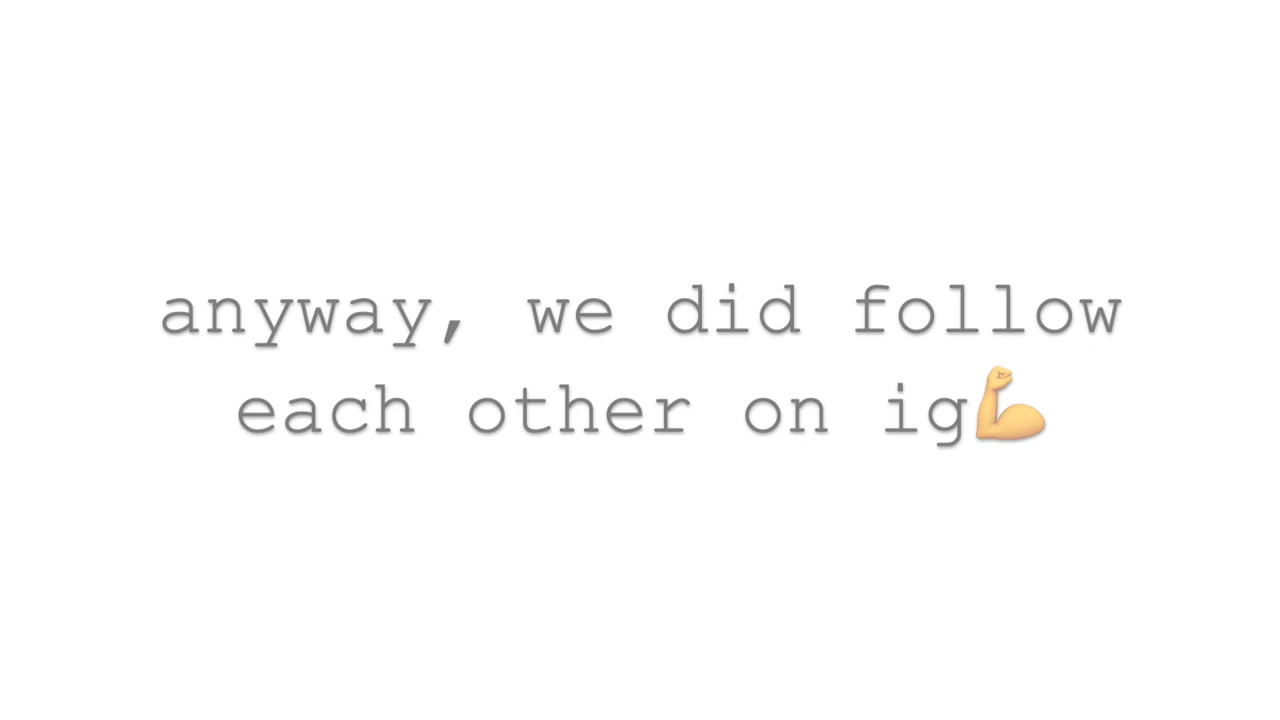 anyway, we did follow
each other on ig💪